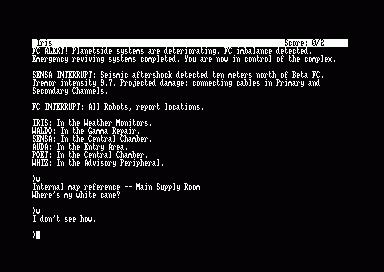 Iris Score: 0/2
FC ALERT! Planetside systems are deteriorating. FC imbalance detected.
Emergency reviving systems completed. You are now in control of the complex.
SENSA INTERRUPT: Seismic aftershock detected ten meters north of Beta FC.
Tremor intensity 9.7. Projected damage: connecting cables in Primary and
Secondary Channels.
FC INTERRUPT: All Robots, report locations.
IRIS: In the Weather Monitors.
WALDO: In the Gamma Repair.
SENSA: In the Central Chamber.
AUDA: In the Entry Area.
POET: In the Central Chamber.
WHIZ: In the Advisory Peripheral.
>w
Internal map reference -- Main Supply Room
Where's my white cane?
>w
I don't see how.
>